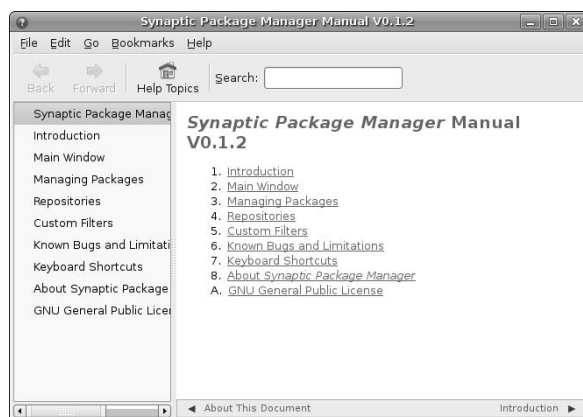 Synaptic Package Manager Manual V0.1.2
File Edit Go Bookmarks Help
Back Forward Help Topics Search:
Synaptic Package Manag
Introduction
Main Window
Managing Packages
Repositories
Custom Filters
Known Bugs and Limitati
Keyboard Shortcuts
About Synaptic Package
GNU General Public Licen
Synaptic Package Manager Manual
V0.1.2
1. Introduction
2. Main Window
3. Managing Packages
4. Repositories
5. Custom Filters
6. Known Bugs and Limitations
7. Keyboard Shortcuts
8. About Synaptic Package Manager
A. GNU General Public License
About This Document Introduction